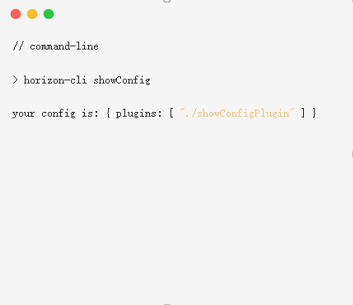 // command-line
> horizon-cli showConfig
your config is: { plugins: [ "./showConfigPlugin" ] }